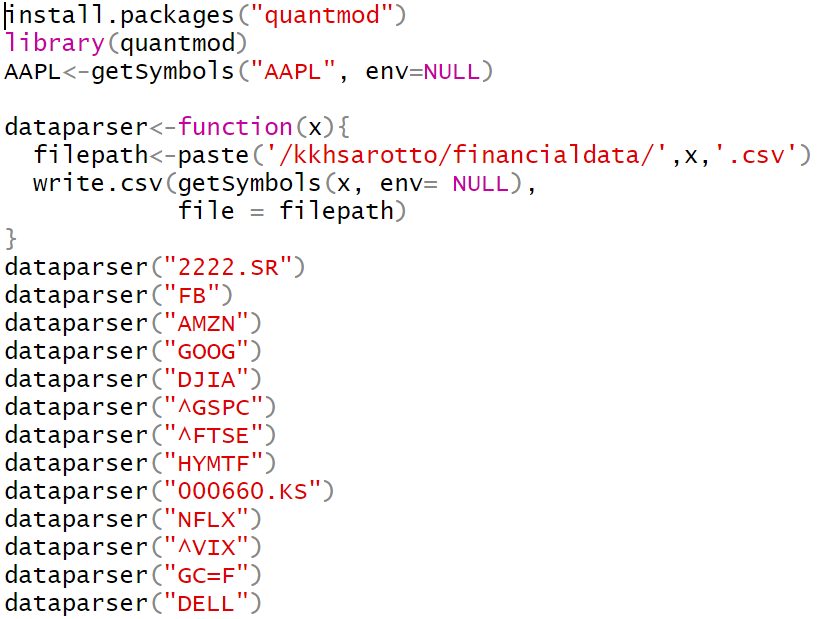 install.packages("quantmod")
library(quantmod)
AAPL<-getSymbols("AAPL", env=NULL)

dataparser<-function(x){
  filepath<-paste('/kkhsarotto/financialdata/',x,'.csv')
  write.csv(getSymbols(x, env= NULL),
            file = filepath)
}
dataparser("2222.SR")
dataparser("FB")
dataparser("AMZN")
dataparser("GOOG")
dataparser("DJIA")
dataparser("^GSPC")
dataparser("^FTSE")
dataparser("HYMTF")
dataparser("000660.KS")
dataparser("NFLX")
dataparser("^VIX")
dataparser("GC=F")
dataparser("DELL")